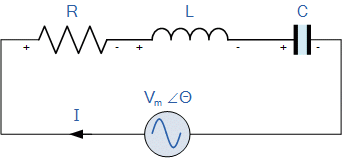 R L C
+ - + - + -
Vm ∠Θ
I